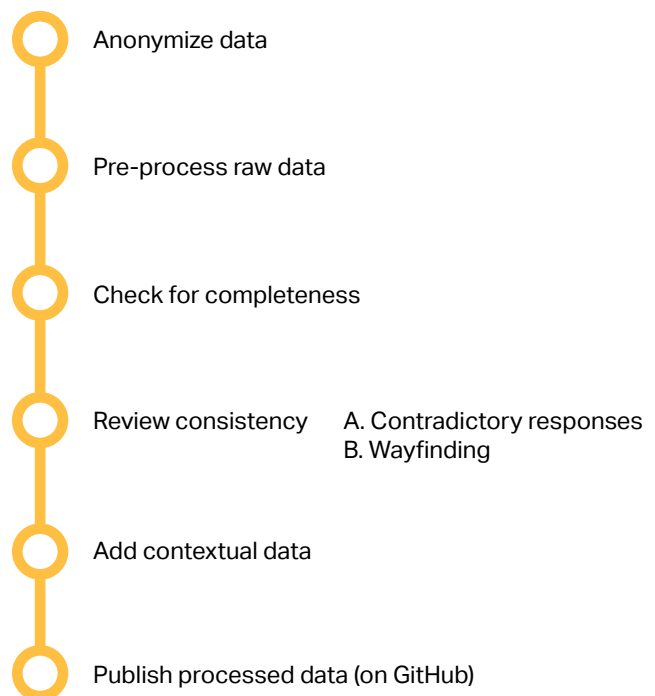 Anonymize data
Pre-process raw data
Check for completeness
Review consistency A. Contradictory responses
B. Wayfinding
Add contextual data
Publish processed data (on GitHub)